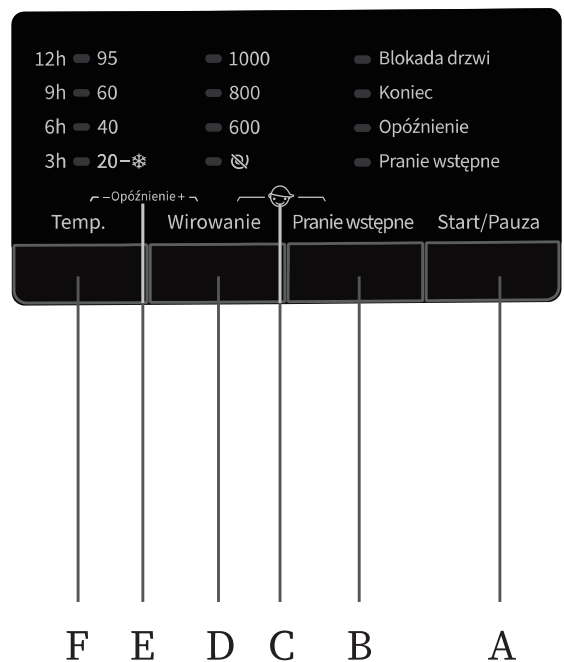 12h 95 1000 Blokada drzwi
9h 60 800 Koniec
6h 40 600 Opóźnienie
3h 20– Pranie wstępne
–Opóźnienie+
Temp. Wirowanie Pranie wstępne Start/Pauza
F E D C B A